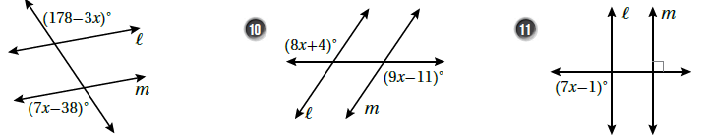 (178–3x)°
ℓ
m
(7x–38)°
10
(8x+4)°
(9x–11)°
ℓ
m
11
ℓ
m
(7x–1)°